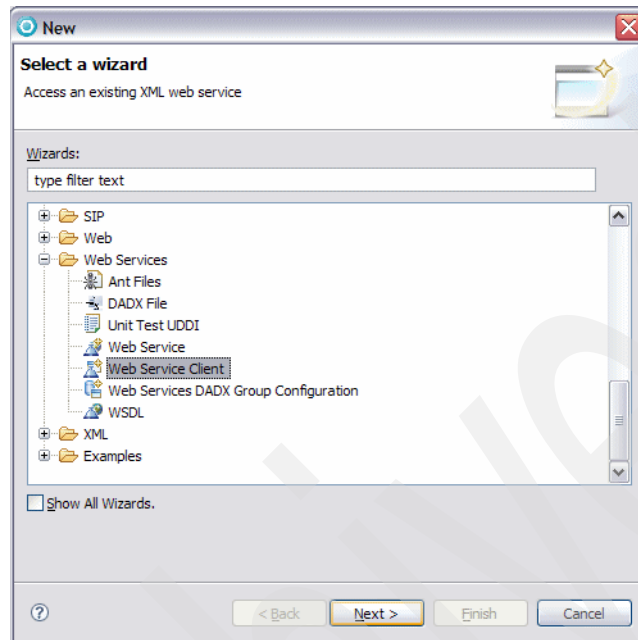 New
Select a wizard
Access an existing XML web service
Wizards:
type filter text
SIP
Web
Web Services
Ant Files
DADX File
Unit Test UDDI
Web Service
Web Service Client
Web Services DADX Group Configuration
WSDL
XML
Examples
Show All Wizards.
? < Back Next > Finish Cancel